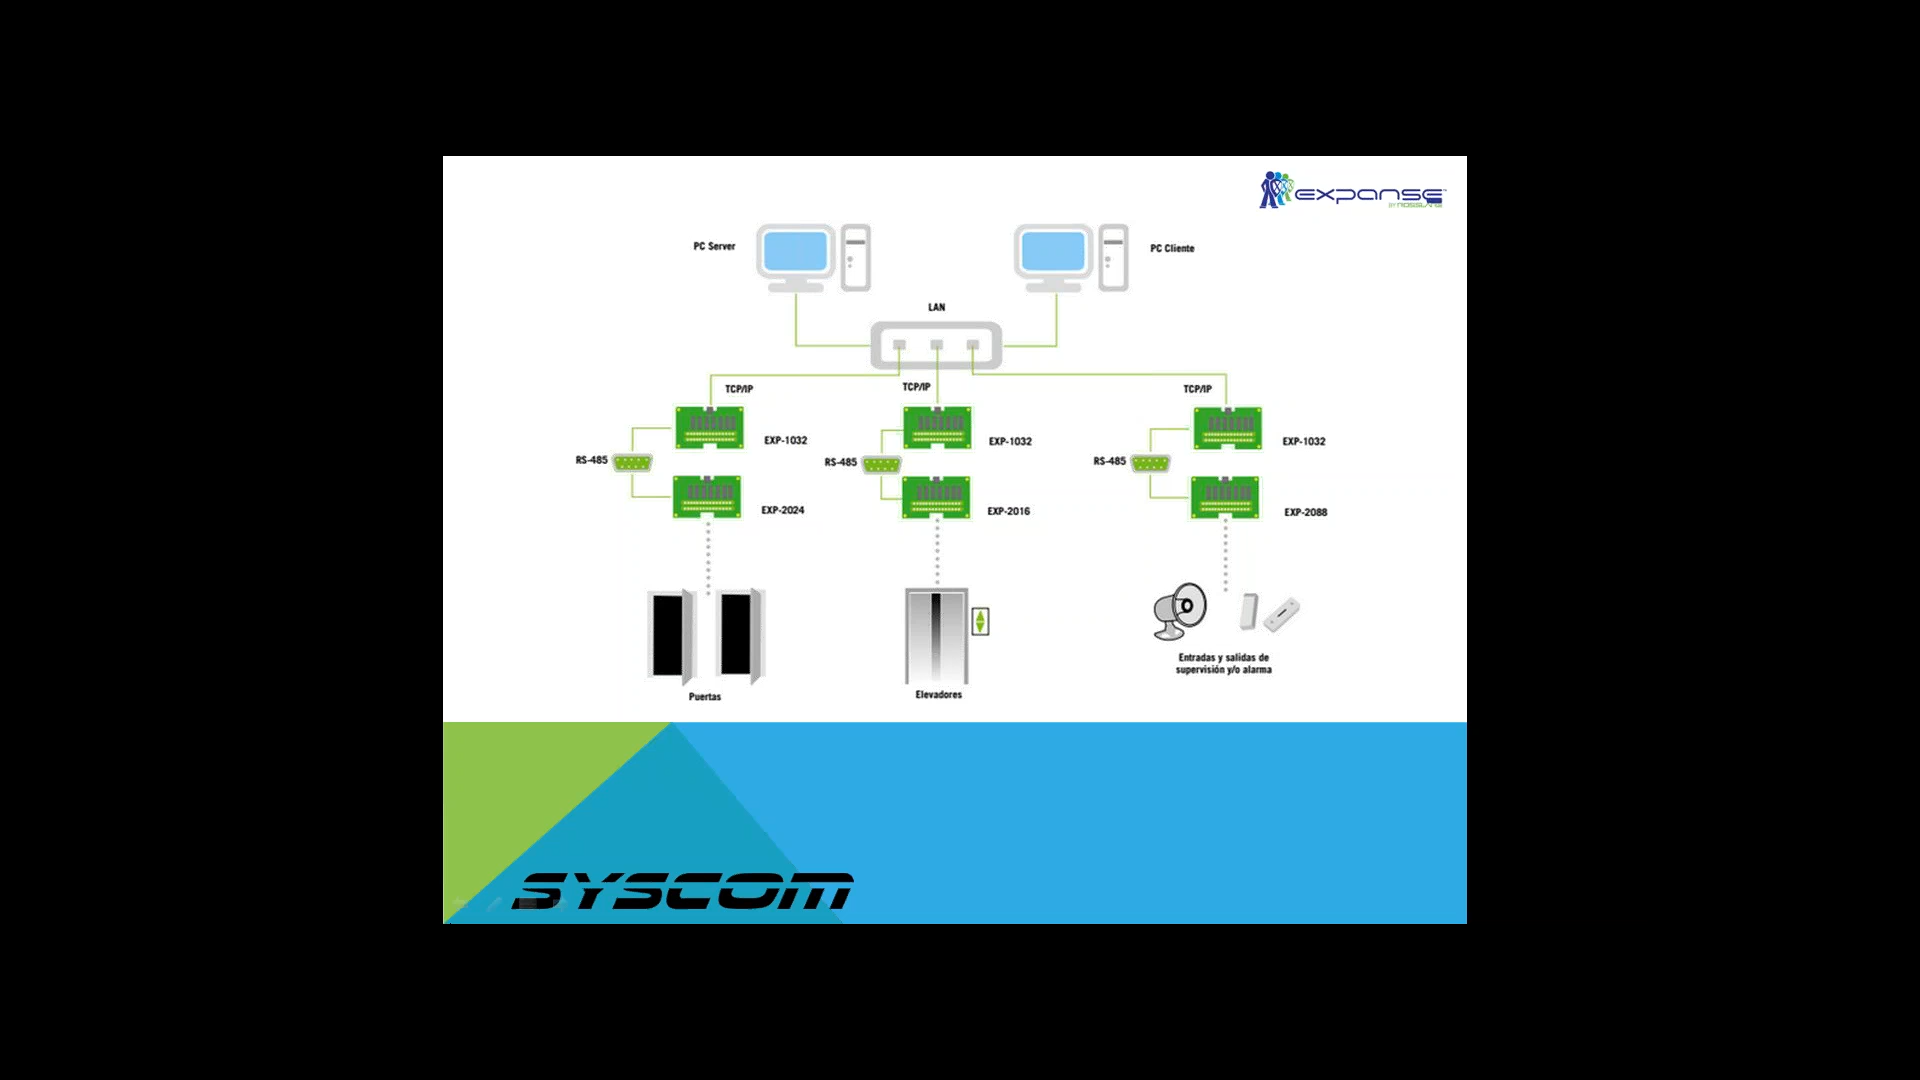 expanse™
PC Server
PC Cliente
LAN
TCP/IP
TCP/IP
TCP/IP
EXP-1032
EXP-1032
EXP-1032
RS-485
RS-485
RS-485
EXP-2024
EXP-2016
EXP-2088
Entradas y salidas de
supervisión y/o alarma
Puertas
Elevadores
SYSCOM